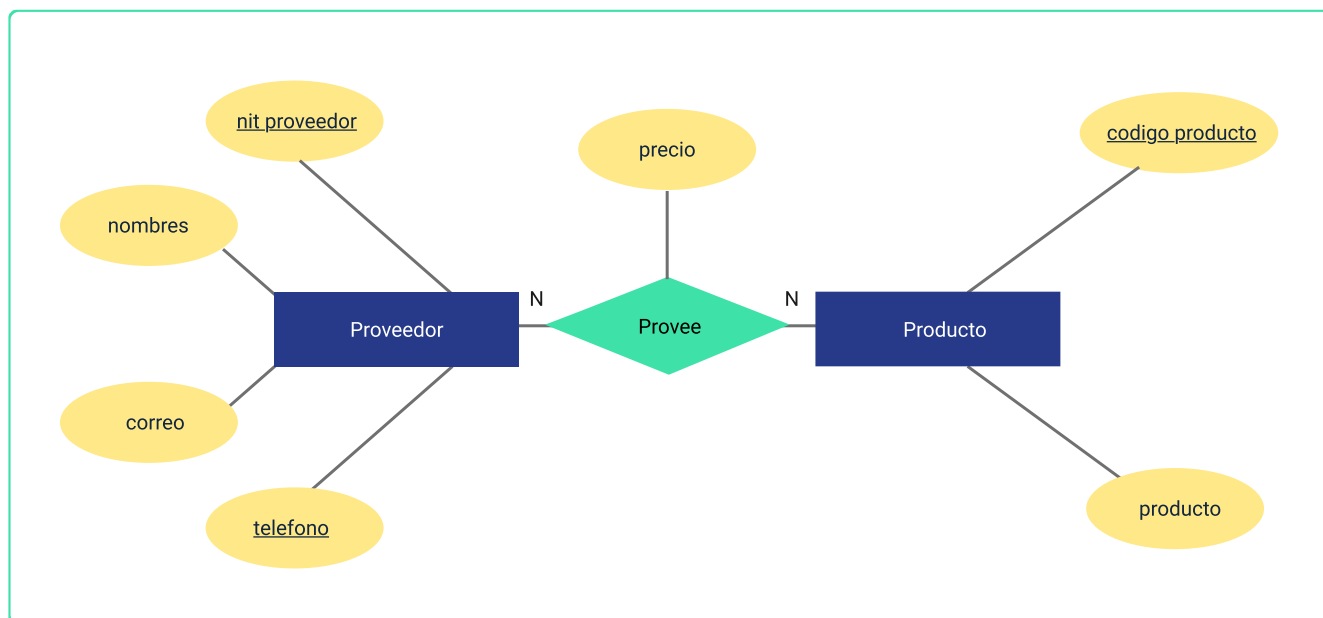 nit proveedor
precio
codigo producto
nombres
N
N
Proveedor
Provee
Producto
correo
telefono
producto